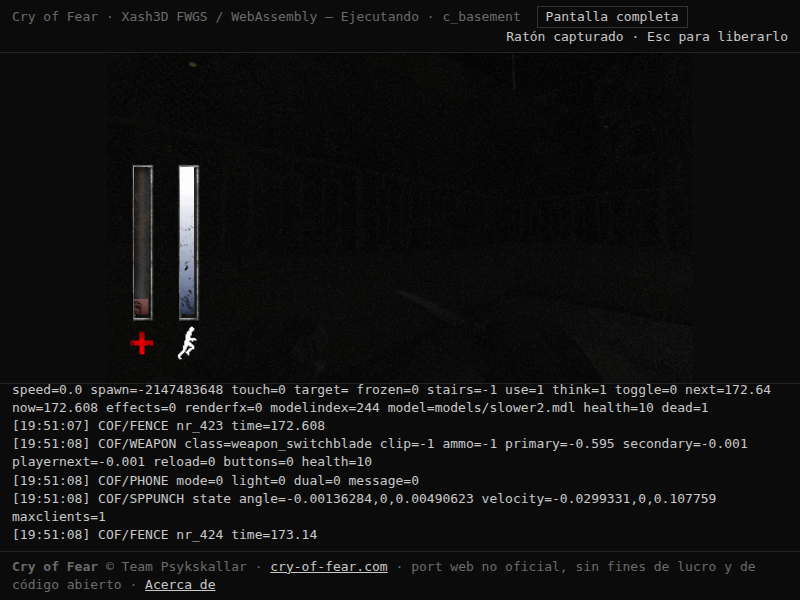 Cry of Fear · Xash3D FWGS / WebAssembly — Ejecutando · c_basement
Pantalla completa
Ratón capturado · Esc para liberarlo
speed=0.0 spawn=-2147483648 touch=0 target= frozen=0 stairs=-1 use=1 think=1 toggle=0 next=172.64
now=172.608 effects=0 renderfx=0 modelindex=244 model=models/slower2.mdl health=10 dead=1
[19:51:07] COF/FENCE nr_423 time=172.608
[19:51:08] COF/WEAPON class=weapon_switchblade clip=-1 ammo=-1 primary=-0.595 secondary=-0.001
playernext=-0.001 reload=0 buttons=0 health=10
[19:51:08] COF/PHONE mode=0 light=0 dual=0 message=0
[19:51:08] COF/SPPUNCH state angle=-0.00136284,0,0.00490623 velocity=-0.0299331,0,0.107759
maxclients=1
[19:51:08] COF/FENCE nr_424 time=173.14
Cry of Fear © Team Psykskallar · cry-of-fear.com · port web no oficial, sin fines de lucro y de
código abierto · Acerca de